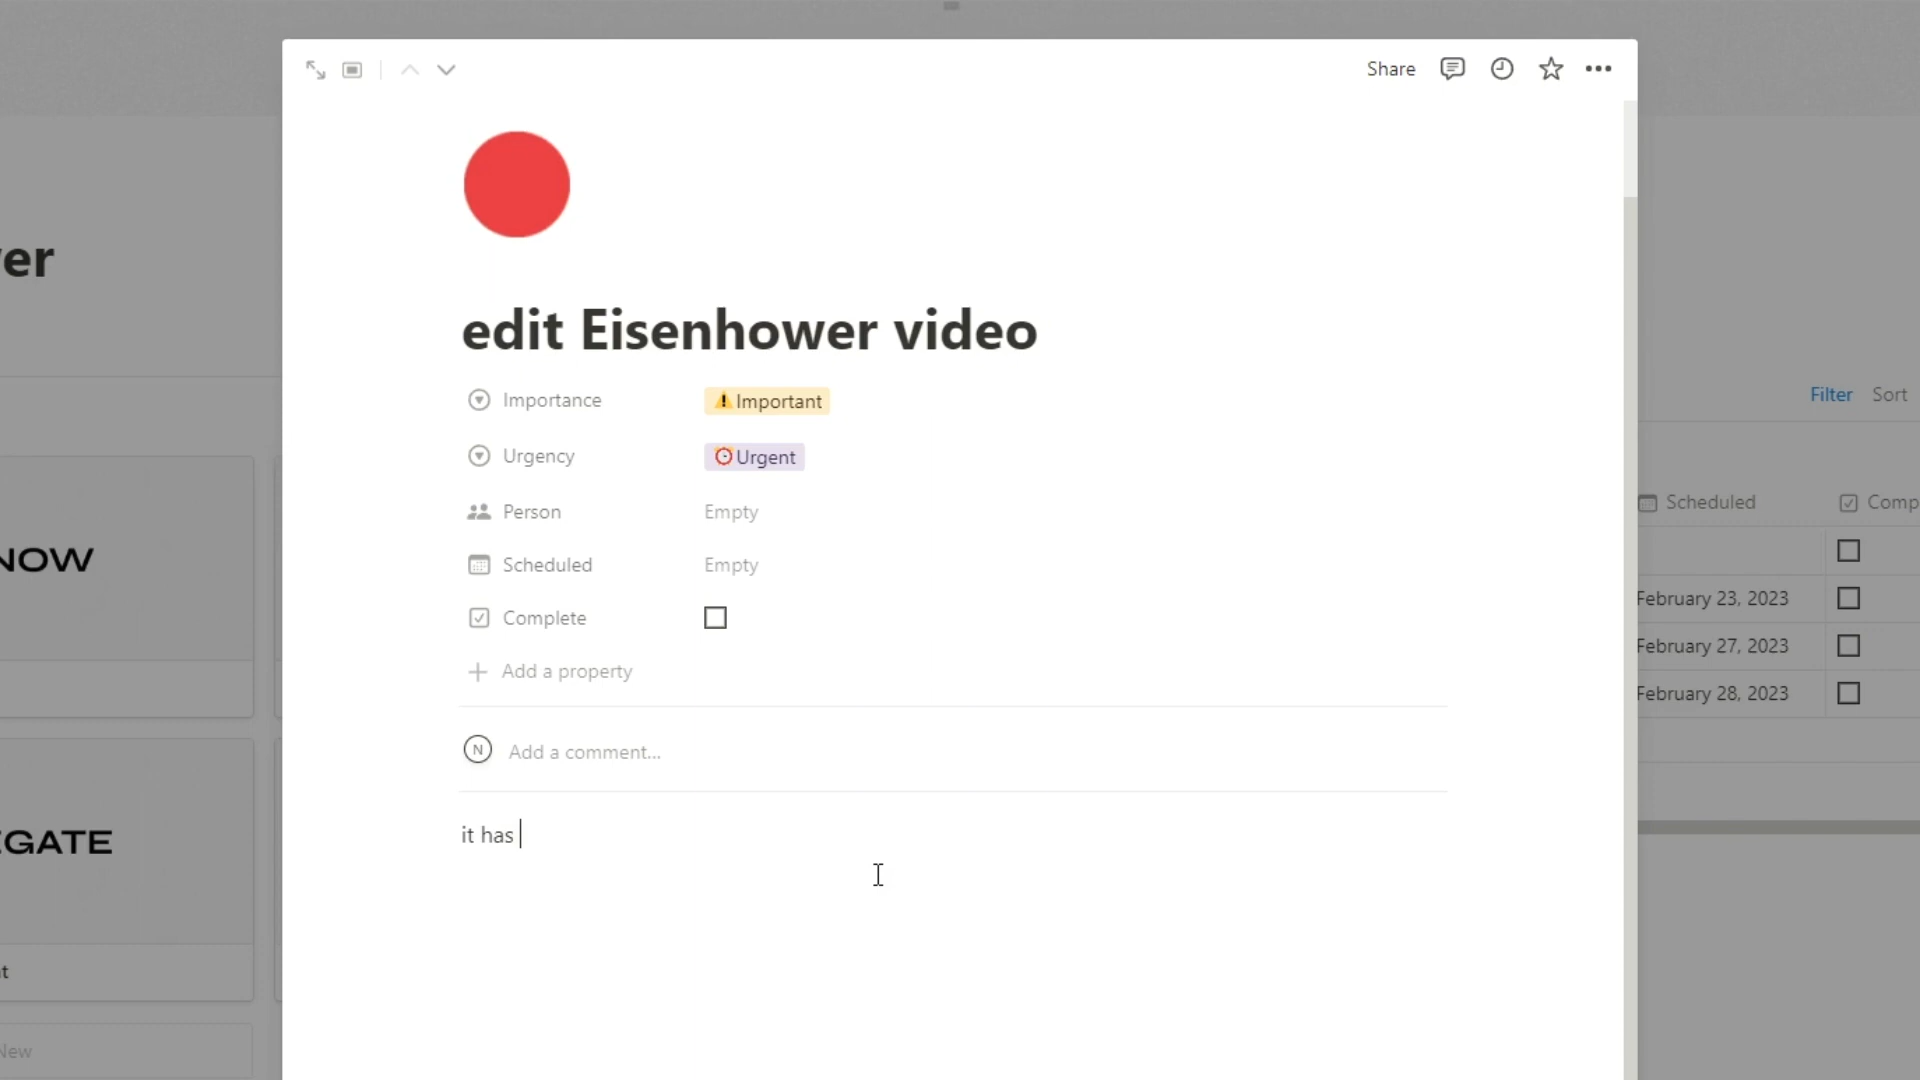 Share
er
edit Eisenhower video
Importance
⚠Important
Urgency
⏰Urgent
Person
Empty
Scheduled
Empty
Complete
Add a property
N
Add a comment...
it has
NOW
EGATE
t
New
Filter
Sort
Scheduled
Comp
February 23, 2023
February 27, 2023
February 28, 2023